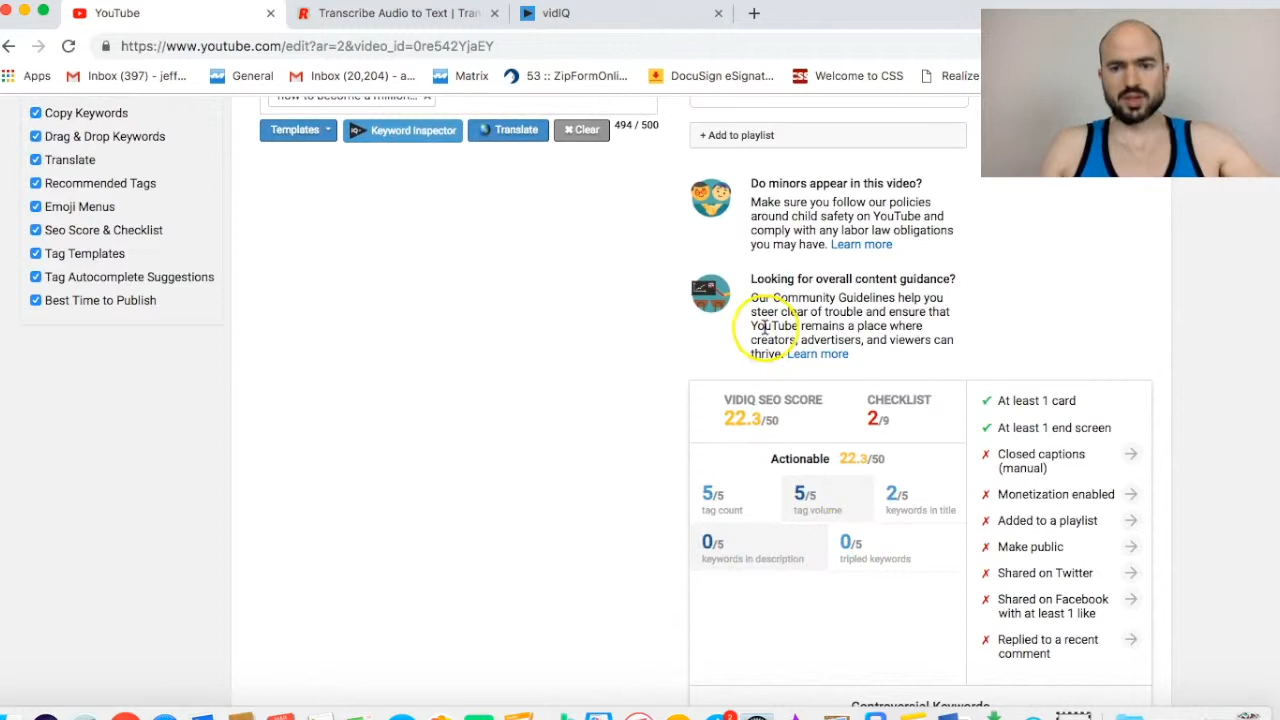 YouTube
Transcribe Audio to Text | Tran
vidIQ
https://www.youtube.com/edit?ar=2&video_id=0re542YjaEY
Apps
Inbox (397) - jeff...
General
Inbox (20,204) - a...
Matrix
53 :: ZipFormOnli...
DocuSign eSignat...
Welcome to CSS
Realize
Copy Keywords
Drag & Drop Keywords
Translate
Recommended Tags
Emoji Menus
Seo Score & Checklist
Tag Templates
Tag Autocomplete Suggestions
Best Time to Publish
how to become a million...
Templates
Keyword Inspector
Translate
Clear
494 / 500
+ Add to playlist
Do minors appear in this video?
Make sure you follow our policies
around child safety on YouTube and
comply with any labor law obligations
you may have. Learn more
Looking for overall content guidance?
Our Community Guidelines help you
steer clear of trouble and ensure that
YouTube remains a place where
creators, advertisers, and viewers can
thrive. Learn more
VIDIQ SEO SCORE
22.3/50
CHECKLIST
2/9
Actionable 22.3/50
5/5
tag count
5/5
tag volume
2/5
keywords in title
0/5
keywords in description
0/5
tripled keywords
At least 1 card
At least 1 end screen
Closed captions
(manual)
Monetization enabled
Added to a playlist
Make public
Shared on Twitter
Shared on Facebook
with at least 1 like
Replied to a recent
comment
Controversial Keywords